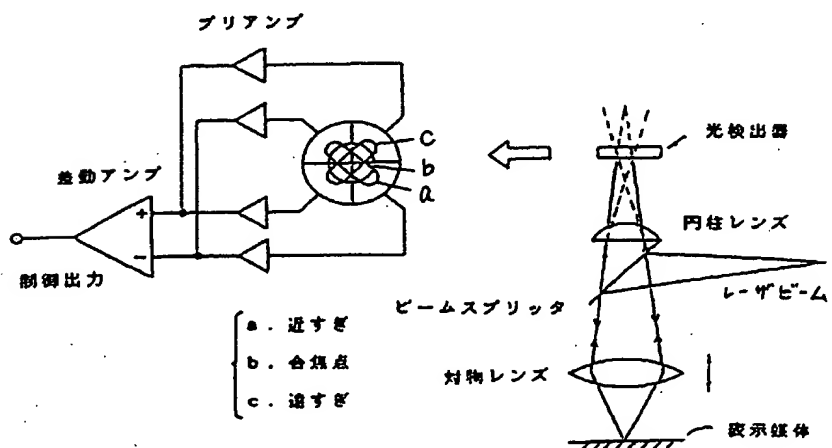 プリアンプ
c
b
a
差動アンプ
+
−
制御出力
a. 近すぎ
b. 合焦点
c. 遠すぎ
光検出器
円柱レンズ
レーザビーム
ビームスプリッタ
対物レンズ
表示媒体